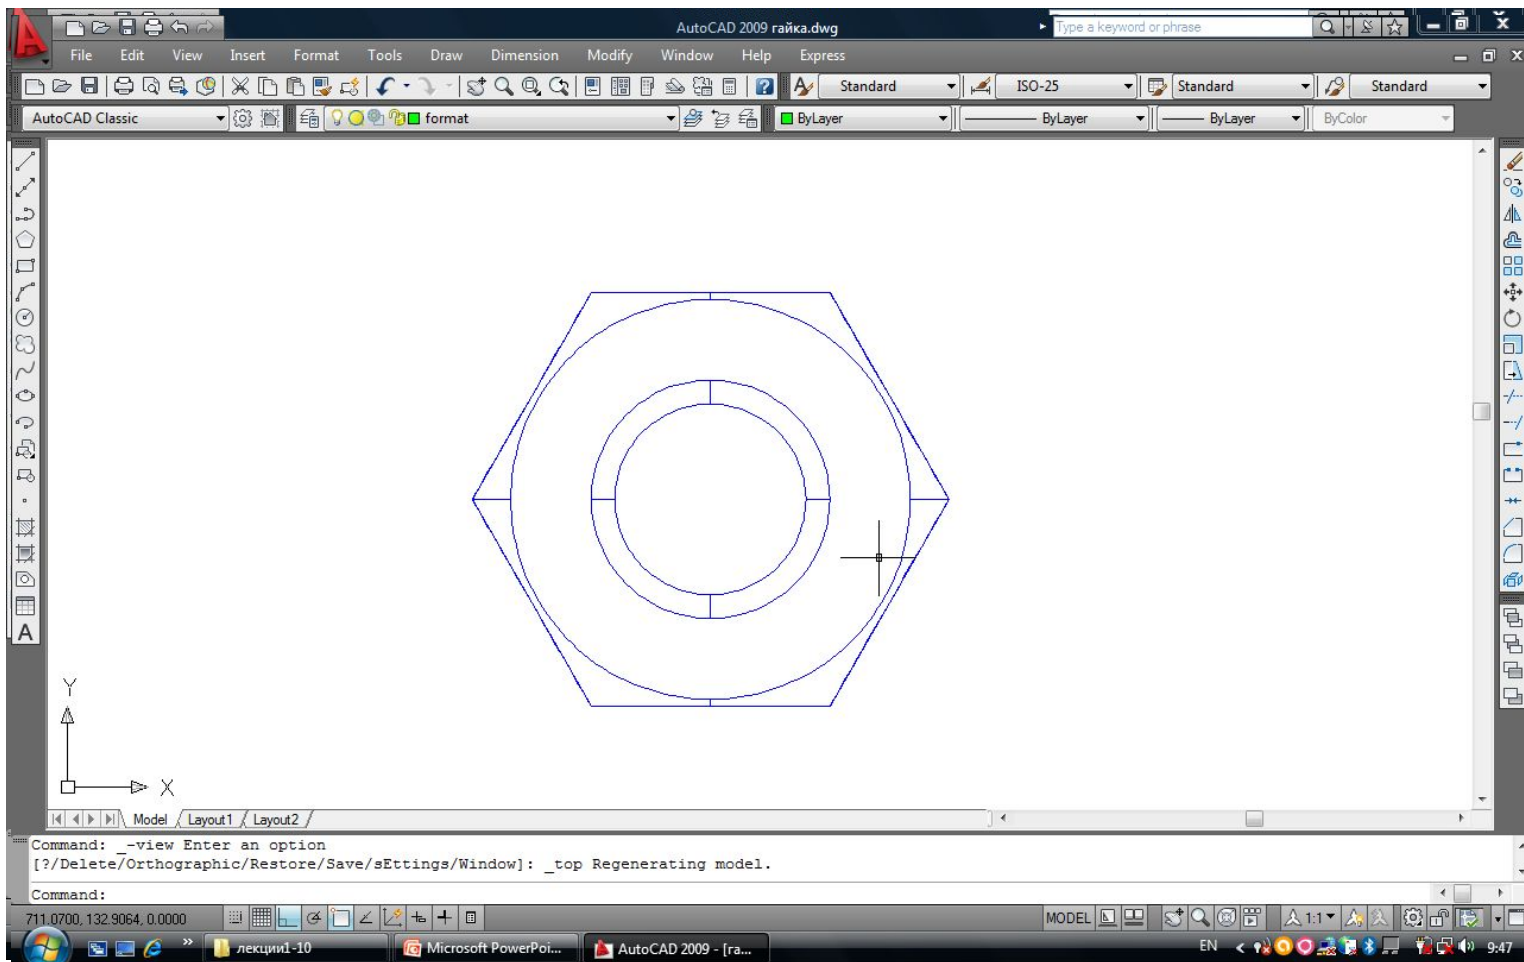 AutoCAD 2009 гайка.dwg
Type a keyword or phrase
File Edit View Insert Format Tools Draw Dimension Modify Window Help Express
Standard ISO-25 Standard Standard
AutoCAD Classic format ByLayer ByLayer ByLayer ByColor
A
Y
X
Model Layout1 Layout2
Command: _-view Enter an option
[?/Delete/Orthographic/Restore/Save/sEttings/Window]: _top Regenerating model.
Command:
711.0700, 132.9064, 0.0000 MODEL 1:1
лекции1-10 Microsoft PowerPoi... AutoCAD 2009 - [га... EN 9:47